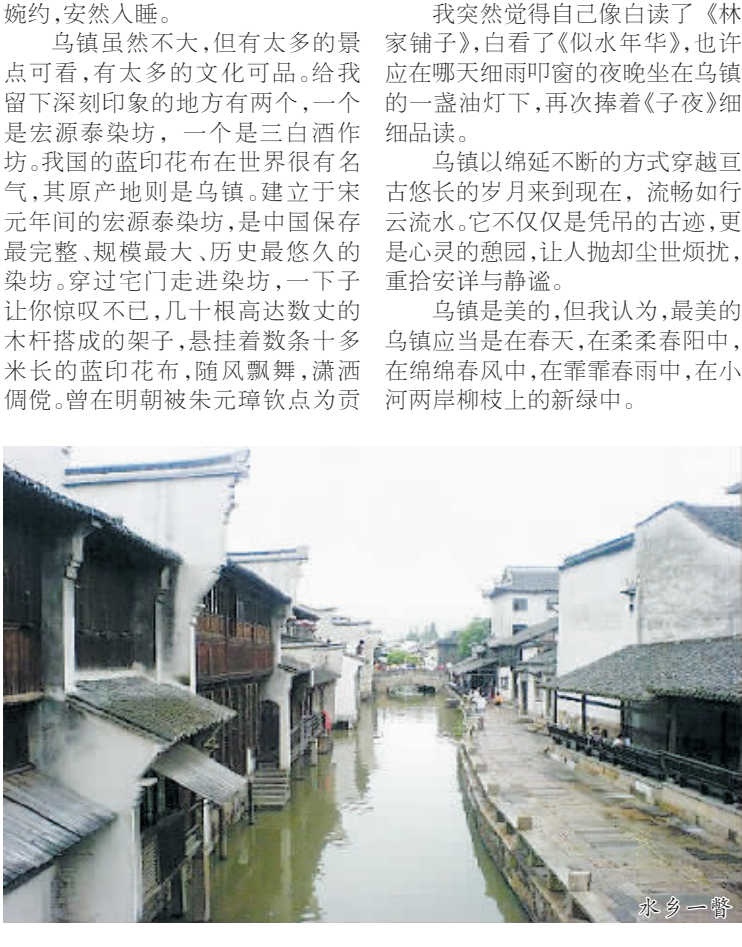 婉约,安然入睡。
乌镇虽然不大,但有太多的景
点可看,有太多的文化可品。给我
留下深刻印象的地方有两个,一个
是宏源泰染坊,一个是三白酒作
坊。我国的蓝印花布在世界很有名
气,其原产地则是乌镇。建立于宋
元年间的宏源泰染坊,是中国保存
最完整、规模最大、历史最悠久的
染坊。穿过宅门走进染坊,一下子
让你惊叹不已,几十根高达数丈的
木杆搭成的架子,悬挂着数条十多
米长的蓝印花布,随风飘舞,潇洒
倜傥。曾在明朝被朱元璋钦点为贡
我突然觉得自己像白读了《林
家铺子》,白看了《似水年华》,也许
应在哪天细雨叩窗的夜晚坐在乌镇
的一盏油灯下,再次捧着《子夜》细
细品读。
乌镇以绵延不断的方式穿越亘
古悠长的岁月来到现在,流畅如行
云流水。它不仅仅是凭吊的古迹,更
是心灵的憩园,让人抛却尘世烦扰,
重拾安详与静谧。
乌镇是美的,但我认为,最美的
乌镇应当是在春天,在柔柔春阳中,
在绵绵春风中,在霏霏春雨中,在小
河两岸柳枝上的新绿中。
水乡一瞥